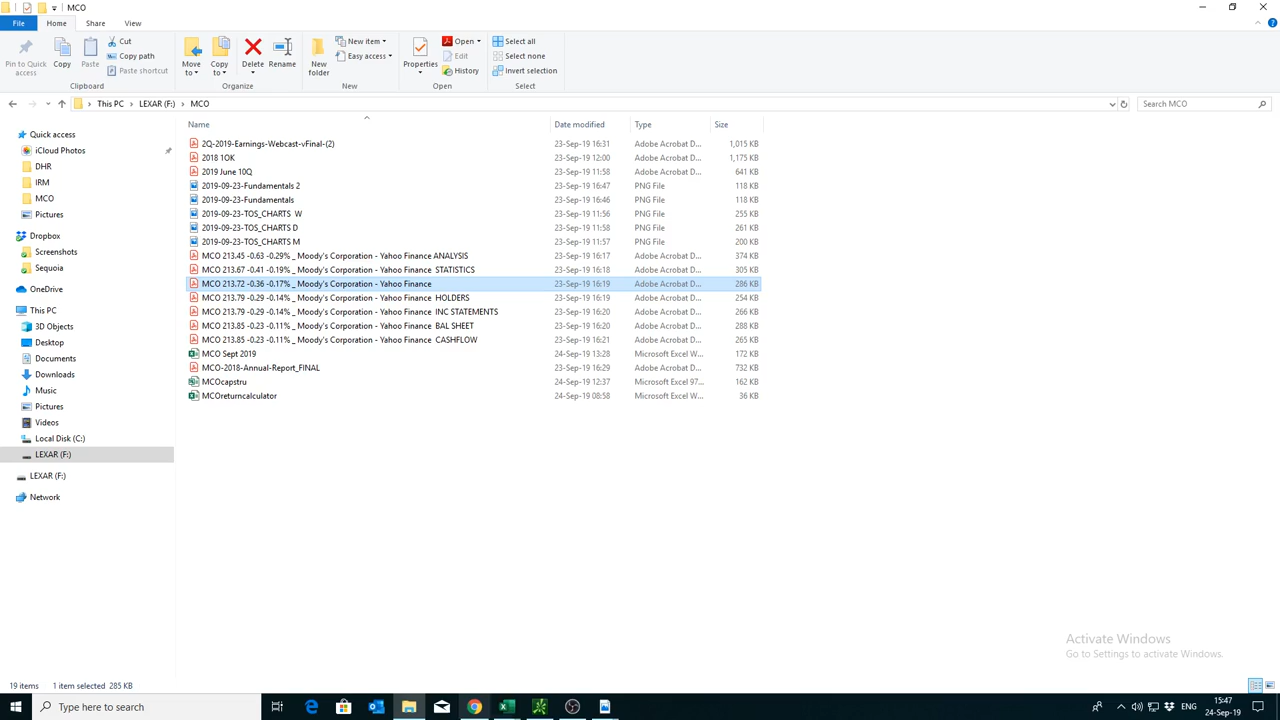 MCO
File Home Share View
Pin to Quick access
Copy
Paste
Cut
Copy path
Paste shortcut
Clipboard
Move to
Copy to
Delete
Rename
Organize
New folder
New item
Easy access
New
Properties
Open
Edit
History
Open
Select all
Select none
Invert selection
Select
This PC LEXAR (F:) MCO
Search MCO
Quick access
iCloud Photos
DHR
IRM
MCO
Pictures
Dropbox
Screenshots
Sequoia
OneDrive
This PC
3D Objects
Desktop
Documents
Downloads
Music
Pictures
Videos
Local Disk (C:)
LEXAR (F:)
LEXAR (F:)
Network
Name Date modified Type Size
2Q-2019-Earnings-Webcast-vFinal-(2) 23-Sep-19 16:31 Adobe Acrobat D... 1,015 KB
2018 1OK 23-Sep-19 12:00 Adobe Acrobat D... 1,175 KB
2019 June 10Q 23-Sep-19 11:58 Adobe Acrobat D... 641 KB
2019-09-23-Fundamentals 2 23-Sep-19 16:47 PNG File 118 KB
2019-09-23-Fundamentals 23-Sep-19 16:46 PNG File 118 KB
2019-09-23-TOS_CHARTS W 23-Sep-19 11:56 PNG File 255 KB
2019-09-23-TOS_CHARTS D 23-Sep-19 11:58 PNG File 261 KB
2019-09-23-TOS_CHARTS M 23-Sep-19 11:57 PNG File 200 KB
MCO 213.45 -0.63 -0.29% _ Moody's Corporation - Yahoo Finance ANALYSIS 23-Sep-19 16:17 Adobe Acrobat D... 374 KB
MCO 213.67 -0.41 -0.19% _ Moody's Corporation - Yahoo Finance STATISTICS 23-Sep-19 16:18 Adobe Acrobat D... 305 KB
MCO 213.72 -0.36 -0.17% _ Moody's Corporation - Yahoo Finance 23-Sep-19 16:19 Adobe Acrobat D... 286 KB
MCO 213.79 -0.29 -0.14% _ Moody's Corporation - Yahoo Finance HOLDERS 23-Sep-19 16:19 Adobe Acrobat D... 254 KB
MCO 213.79 -0.29 -0.14% _ Moody's Corporation - Yahoo Finance INC STATEMENTS 23-Sep-19 16:20 Adobe Acrobat D... 266 KB
MCO 213.85 -0.23 -0.11% _ Moody's Corporation - Yahoo Finance BAL SHEET 23-Sep-19 16:20 Adobe Acrobat D... 288 KB
MCO 213.85 -0.23 -0.11% _ Moody's Corporation - Yahoo Finance CASHFLOW 23-Sep-19 16:21 Adobe Acrobat D... 265 KB
MCO Sept 2019 24-Sep-19 13:28 Microsoft Excel W... 172 KB
MCO-2018-Annual-Report_FINAL 23-Sep-19 16:29 Adobe Acrobat D... 732 KB
MCOcapstru 24-Sep-19 12:37 Microsoft Excel 97... 162 KB
MCOreturncalculator 24-Sep-19 08:58 Microsoft Excel W... 36 KB
Activate Windows
Go to Settings to activate Windows.
19 items 1 item selected 285 KB
Type here to search
ENG
15:47
24-Sep-19